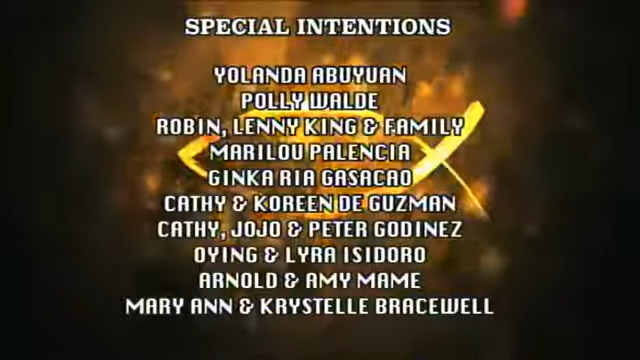 SPECIAL INTENTIONS
YOLANDA ABUYUAN
POLLY WALDE
ROBIN, LENNY KING & FAMILY
MARILOU PALENCIA
GINKA RIA GASACAO
CATHY & KOREEN DE GUZMAN
CATHY, JOJO & PETER GODINEZ
OYING & LYRA ISIDORO
ARNOLD & AMY MAME
MARY ANN & KRYSTELLE BRACEWELL